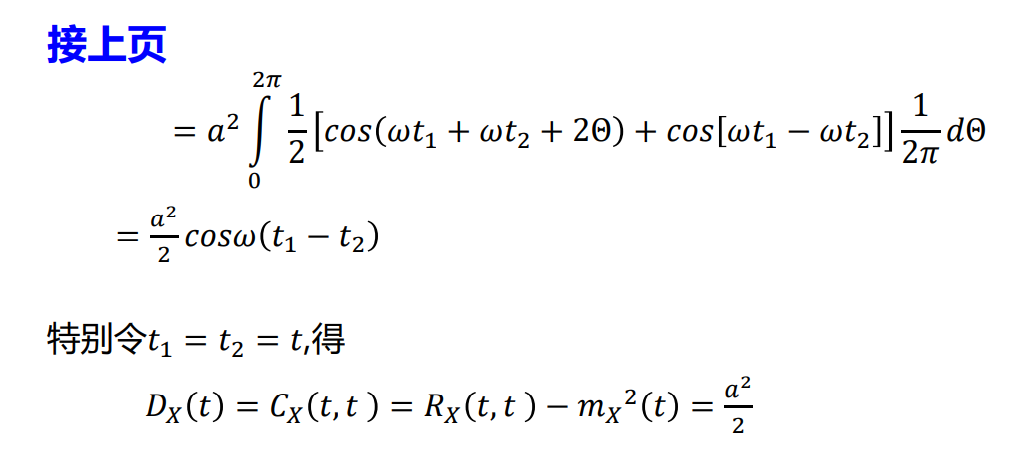 接上页
= a² ∫₀^{2π} 1/2 [cos(ωt₁ + ωt₂ + 2Θ) + cos[ωt₁ − ωt₂]] 1/2π dΘ
= a²/2 cosω(t₁ − t₂)
特别令t₁ = t₂ = t,得
D_X(t) = C_X(t, t ) = R_X(t, t ) − m_X²(t) = a²/2